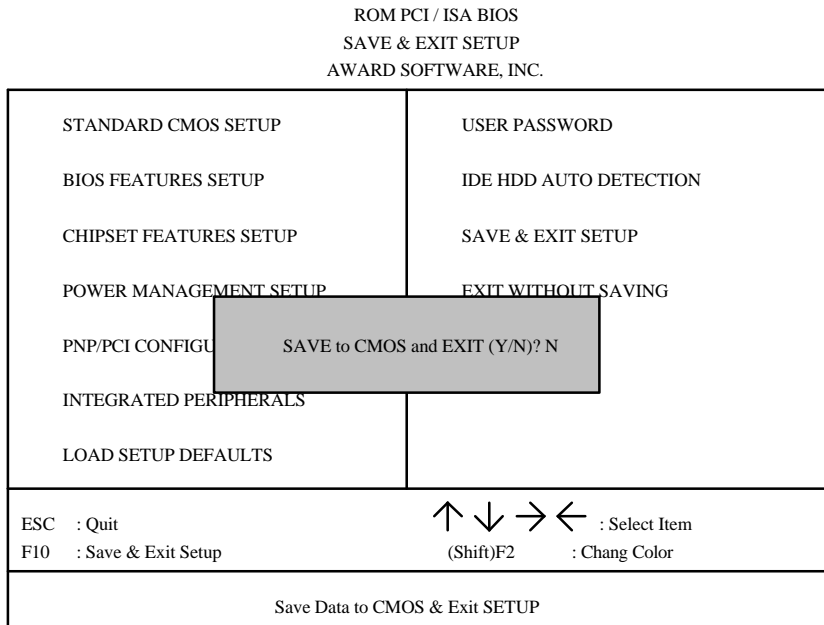 ROM PCI / ISA BIOS
SAVE & EXIT SETUP
AWARD SOFTWARE, INC.
STANDARD CMOS SETUP
BIOS FEATURES SETUP
CHIPSET FEATURES SETUP
POWER MANAGEMENT SETUP
PNP/PCI CONFIGU
INTEGRATED PERIPHERALS
LOAD SETUP DEFAULTS
USER PASSWORD
IDE HDD AUTO DETECTION
SAVE & EXIT SETUP
EXIT WITHOUT SAVING
SAVE to CMOS and EXIT (Y/N)? N
ESC : Quit
F10 : Save & Exit Setup
↑ ↓ → ← : Select Item
(Shift)F2 : Chang Color
Save Data to CMOS & Exit SETUP